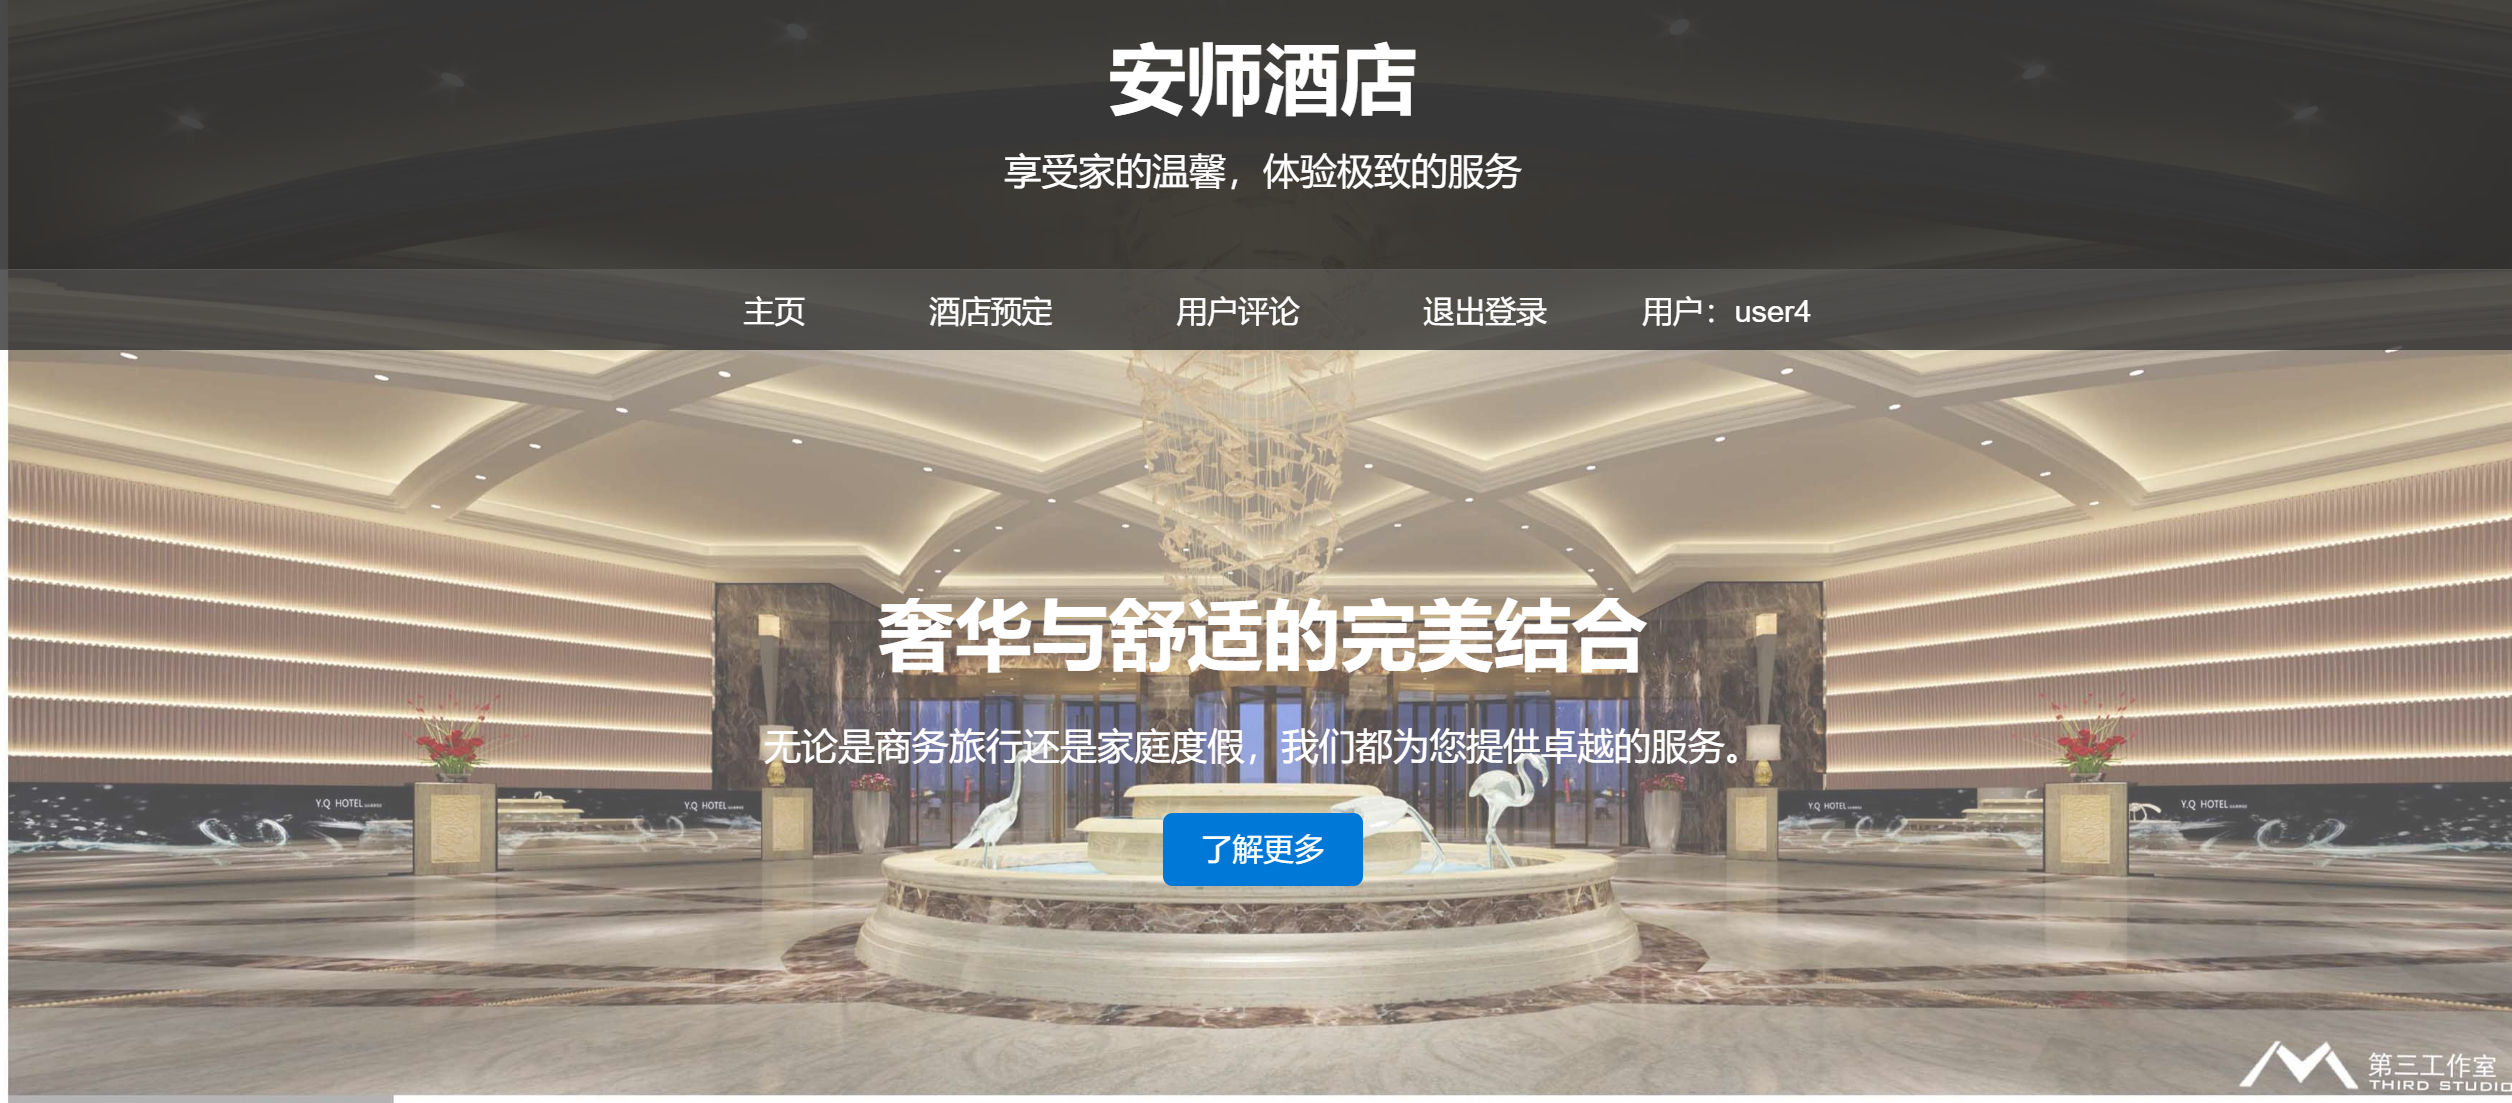 安师酒店
享受家的温馨，体验极致的服务
主页 酒店预定 用户评论 退出登录 用户：user4
奢华与舒适的完美结合
无论是商务旅行还是家庭度假，我们都为您提供卓越的服务。
Y.Q HOTEL
Y.Q HOTEL
Y.Q HOTEL
Y.Q HOTEL
了解更多
第三工作室
THIRD STUDIO